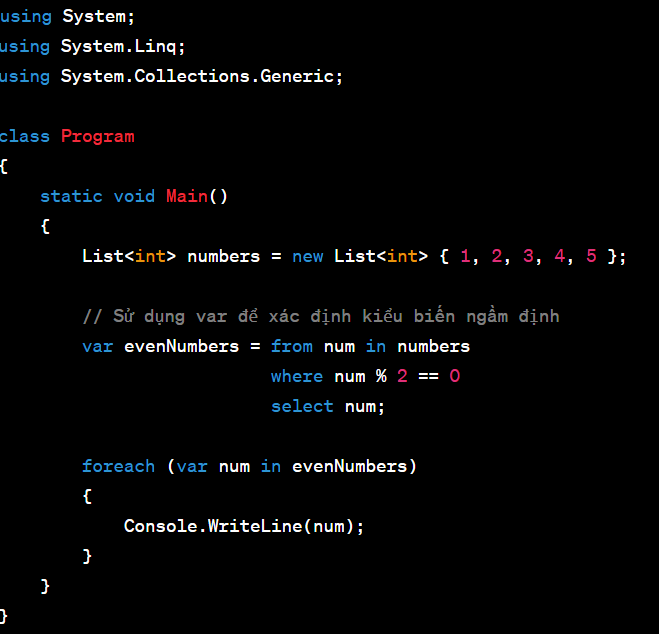 using System;
using System.Linq;
using System.Collections.Generic;
class Program
{
static void Main()
{
List<int> numbers = new List<int> { 1, 2, 3, 4, 5 };
// Sử dụng var để xác định kiểu biến ngầm định
var evenNumbers = from num in numbers
where num % 2 == 0
select num;
foreach (var num in evenNumbers)
{
Console.WriteLine(num);
}
}
}